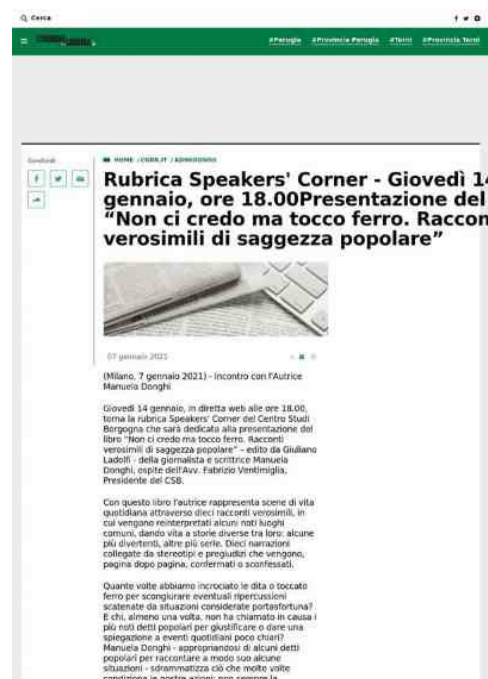 Cerca
#Perugia #Provincia Perugia #Terni #Provincia Terni
Condividi
HOME / CORR.IT / ADNKRONOS
Rubrica Speakers' Corner - Giovedì 14
gennaio, ore 18.00Presentazione del
“Non ci credo ma tocco ferro. Raccon
verosimili di saggezza popolare”
07 gennaio 2021
(Milano, 7 gennaio 2021) - Incontro con l'Autrice
Manuela Donghi
Giovedì 14 gennaio, in diretta web alle ore 18.00,
torna la rubrica Speakers' Corner del Centro Studi
Borgogna che sarà dedicata alla presentazione del
libro "Non ci credo ma tocco ferro. Racconti
verosimili di saggezza popolare" – edito da Giuliano
Ladolfi - della giornalista e scrittrice Manuela
Donghi, ospite dell'Avv. Fabrizio Ventimiglia,
Presidente del CSB.
Con questo libro l'autrice rappresenta scene di vita
quotidiana attraverso dieci racconti verosimili, in
cui vengono reinterpretati alcuni noti luoghi
comuni, dando vita a storie diverse tra loro: alcune
più divertenti, altre più serie. Dieci narrazioni
collegate da stereotipi e pregiudizi che vengono,
pagina dopo pagina, confermati o sconfessati.
Quante volte abbiamo incrociato le dita o toccato
ferro per scongiurare eventuali ripercussioni
scatenate da situazioni considerate portasfortuna?
E chi, almeno una volta, non ha chiamato in causa i
più noti detti popolari per giustificare o dare una
spiegazione a eventi quotidiani poco chiari?
Manuela Donghi - appropriandosi di alcuni detti
popolari per raccontare a modo suo alcune
situazioni - sdrammatizza ciò che molte volte
condiziona le nostre azioni: non sempre la